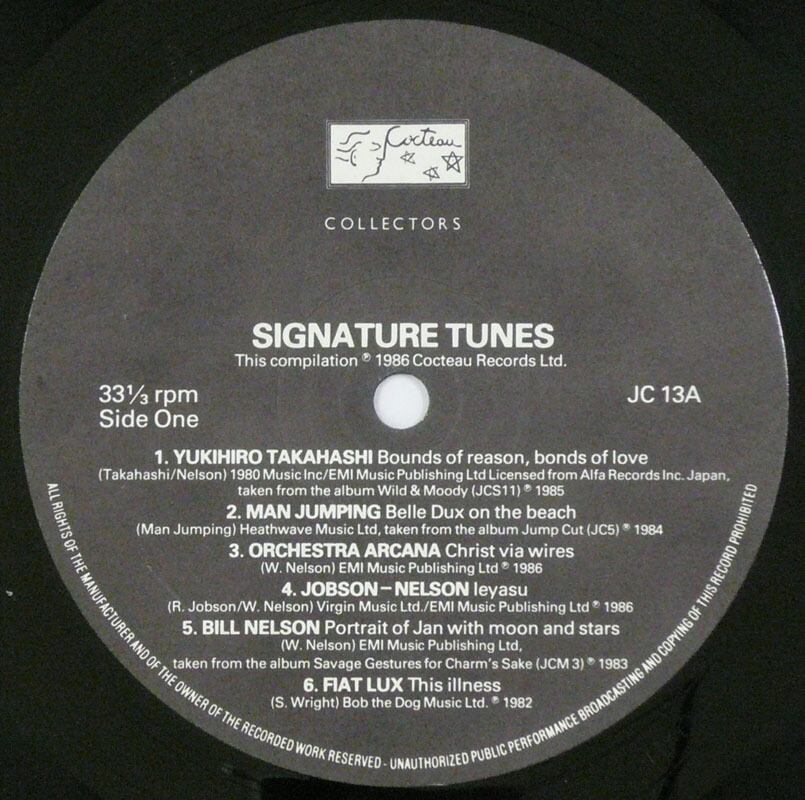 Cocteau
COLLECTORS
SIGNATURE TUNES
This compilation ℗ 1986 Cocteau Records Ltd.
33⅓ rpm
Side One
JC 13A
1. YUKIHIRO TAKAHASHI Bounds of reason, bonds of love
(Takahashi/Nelson) 1980 Music Inc/EMI Music Publishing Ltd Licensed from Alfa Records Inc. Japan,
taken from the album Wild & Moody (JCS11) ℗ 1985
2. MAN JUMPING Belle Dux on the beach
(Man Jumping) Heathwave Music Ltd, taken from the album Jump Cut (JC5) ℗ 1984
3. ORCHESTRA ARCANA Christ via wires
(W. Nelson) EMI Music Publishing Ltd ℗ 1986
4. JOBSON–NELSON Ieyasu
(R. Jobson/W. Nelson) Virgin Music Ltd./EMI Music Publishing Ltd ℗ 1986
5. BILL NELSON Portrait of Jan with moon and stars
(W. Nelson) EMI Music Publishing Ltd,
taken from the album Savage Gestures for Charm's Sake (JCM 3) ℗ 1983
6. FIAT LUX This illness
(S. Wright) Bob the Dog Music Ltd. ℗ 1982
ALL RIGHTS OF THE MANUFACTURER AND OF THE OWNER OF THE RECORDED WORK RESERVED - UNAUTHORIZED PUBLIC PERFORMANCE BROADCASTING AND COPYING OF THIS RECORD PROHIBITED